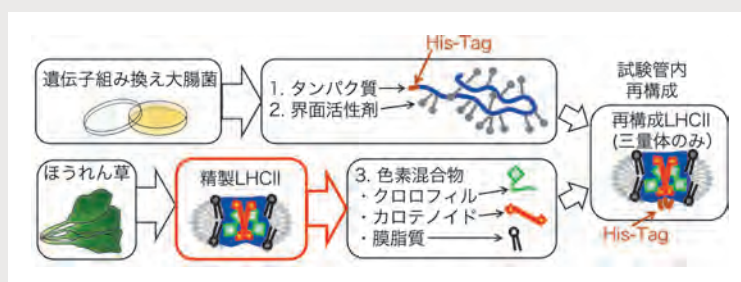 His-Tag
遺伝子組み換え大腸菌
1. タンパク質
2. 界面活性剤
試験管内
再構成
再構成LHCII
(三量体のみ)
His-Tag
ほうれん草
精製LHCII
3. 色素混合物
・クロロフィル
・カロテノイド
・膜脂質